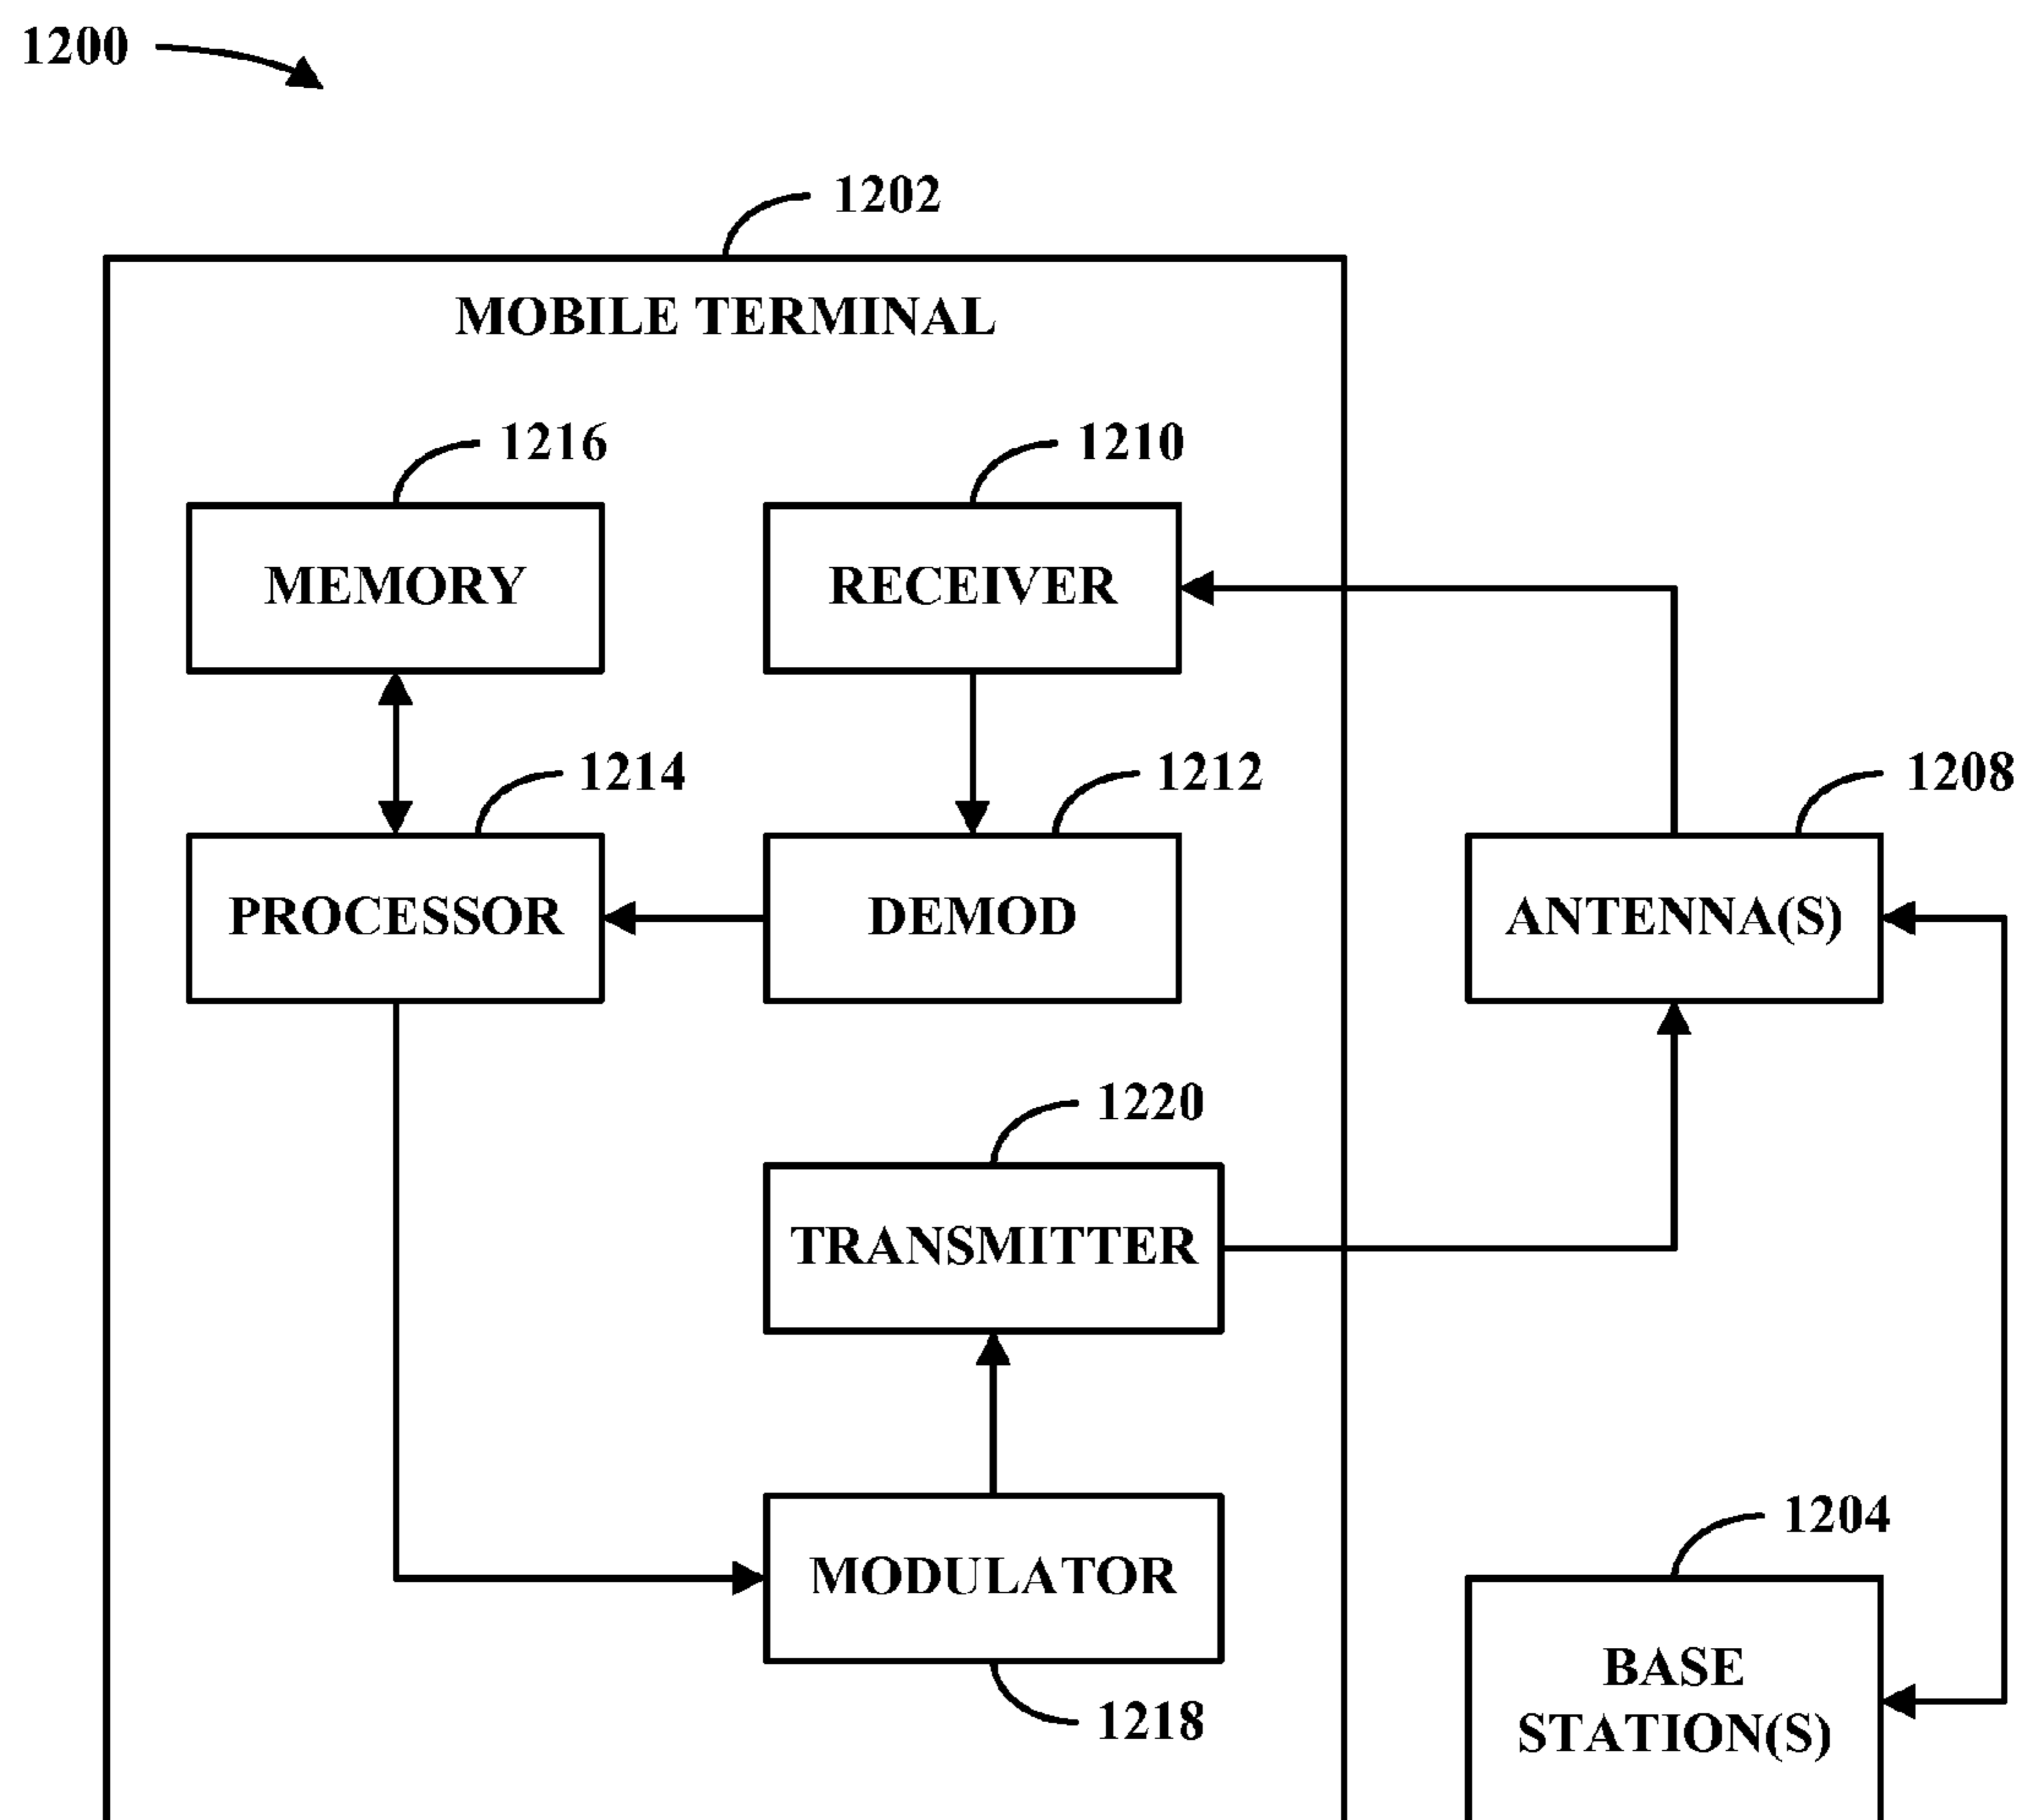 1200
1202
MOBILE TERMINAL
1216
1210
MEMORY
RECEIVER
1214
1212
1208
PROCESSOR
DEMOD
ANTENNA(S)
1220
TRANSMITTER
1204
MODULATOR
BASE
STATION(S)
1218